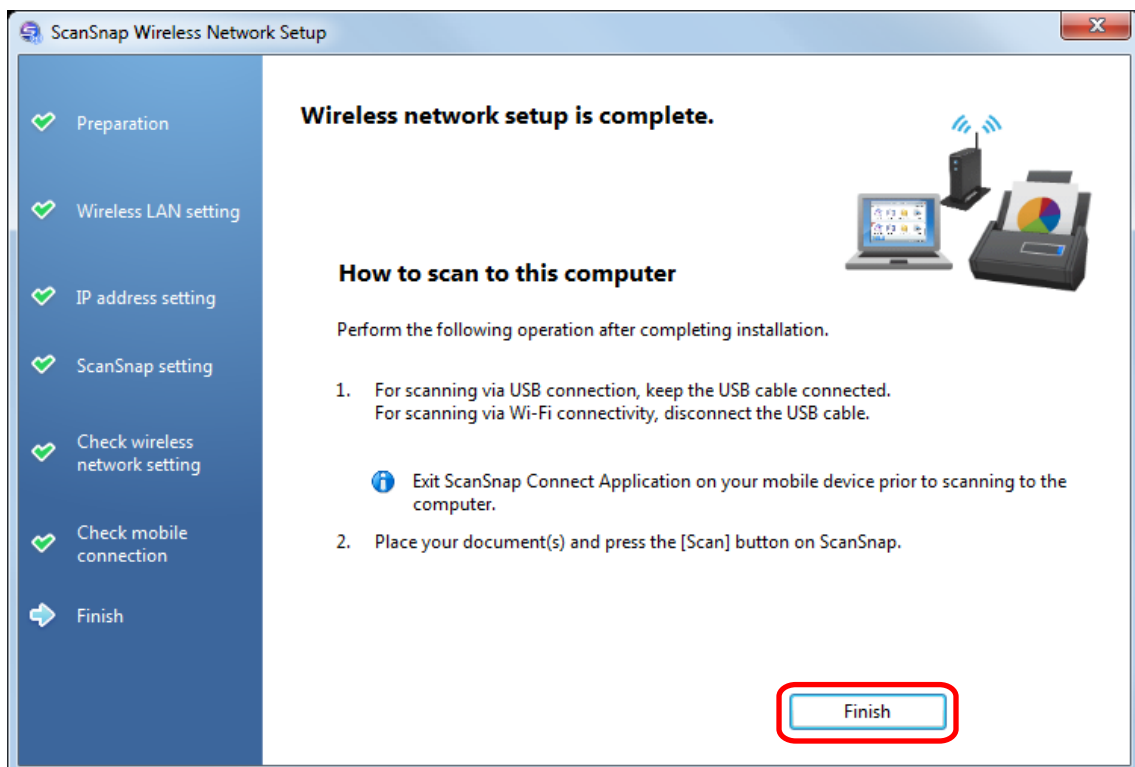 ScanSnap Wireless Network Setup
Preparation
Wireless LAN setting
IP address setting
ScanSnap setting
Check wireless
network setting
Check mobile
connection
Finish
Wireless network setup is complete.
How to scan to this computer
Perform the following operation after completing installation.
1. For scanning via USB connection, keep the USB cable connected.
For scanning via Wi-Fi connectivity, disconnect the USB cable.
Exit ScanSnap Connect Application on your mobile device prior to scanning to the
computer.
2. Place your document(s) and press the [Scan] button on ScanSnap.
Finish